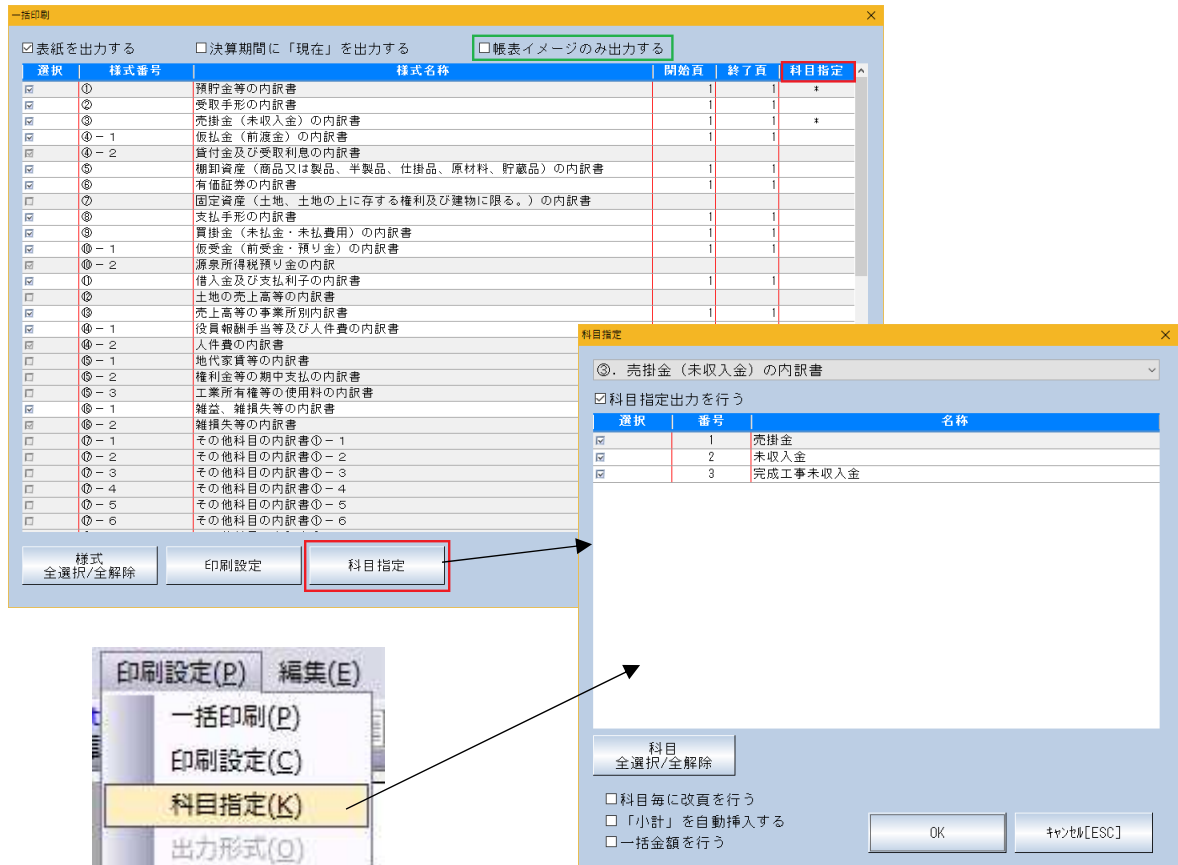 一括印刷
☑表紙を出力する □決算期間に「現在」を出力する □帳表イメージのみ出力する
選択 様式番号 様式名称 開始頁 終了頁 科目指定
① 預貯金等の内訳書 1 1 *
② 受取手形の内訳書 1 1
③ 売掛金（未収入金）の内訳書 1 1 *
④－１ 仮払金（前渡金）の内訳書 1 1
④－２ 貸付金及び受取利息の内訳書
⑤ 棚卸資産（商品又は製品、半製品、仕掛品、原材料、貯蔵品）の内訳書 1 1
⑥ 有価証券の内訳書 1 1
⑦ 固定資産（土地、土地の上に存する権利及び建物に限る。）の内訳書
⑧ 支払手形の内訳書 1 1
⑨ 買掛金（未払金・未払費用）の内訳書 1 1
⑩－１ 仮受金（前受金・預り金）の内訳書 1 1
⑩－２ 源泉所得税預り金の内訳
⑪ 借入金及び支払利子の内訳書 1 1
⑫ 土地の売上高等の内訳書
⑬ 売上高等の事業所別内訳書 1 1
⑭－１ 役員報酬手当等及び人件費の内訳書
⑭－２ 人件費の内訳書
⑮－１ 地代家賃等の内訳書
⑮－２ 権利金等の期中支払の内訳書
⑮－３ 工業所有権等の使用料の内訳書
⑯－１ 雑益、雑損失等の内訳書
⑯－２ 雑損失等の内訳書
⑰－１ その他科目の内訳書①－１
⑰－２ その他科目の内訳書①－２
⑰－３ その他科目の内訳書①－３
⑰－４ その他科目の内訳書①－４
⑰－５ その他科目の内訳書①－５
⑰－６ その他科目の内訳書①－６
様式
全選択/全解除
印刷設定
科目指定
科目指定
③．売掛金（未収入金）の内訳書
☑科目指定出力を行う
選択 番号 名称
1 売掛金
2 未収入金
3 完成工事未収入金
科目
全選択/全解除
□科目毎に改頁を行う
□「小計」を自動挿入する
□一括金額を行う
OK
ｷｬﾝｾﾙ[ESC]
印刷設定(P) 編集(E)
一括印刷(P)
印刷設定(C)
科目指定(K)
出力形式(O)